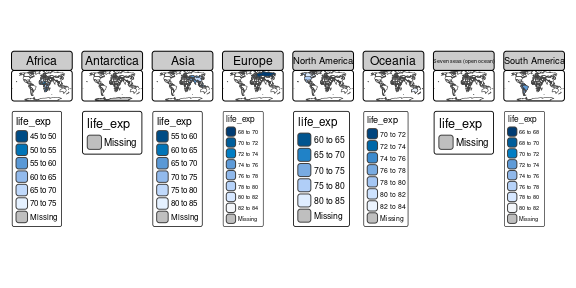 Africa
Antarctica
Asia
Europe
North America
Oceania
Seven seas (open ocean)
South America
life_exp
45 to 50
50 to 55
55 to 60
60 to 65
65 to 70
70 to 75
Missing
life_exp
Missing
life_exp
55 to 60
60 to 65
65 to 70
70 to 75
75 to 80
80 to 85
Missing
life_exp
68 to 70
70 to 72
72 to 74
74 to 76
76 to 78
78 to 80
80 to 82
82 to 84
Missing
life_exp
60 to 65
65 to 70
70 to 75
75 to 80
80 to 85
Missing
life_exp
70 to 72
72 to 74
74 to 76
76 to 78
78 to 80
80 to 82
82 to 84
Missing
life_exp
Missing
life_exp
66 to 68
68 to 70
70 to 72
72 to 74
74 to 76
76 to 78
78 to 80
80 to 82
Missing